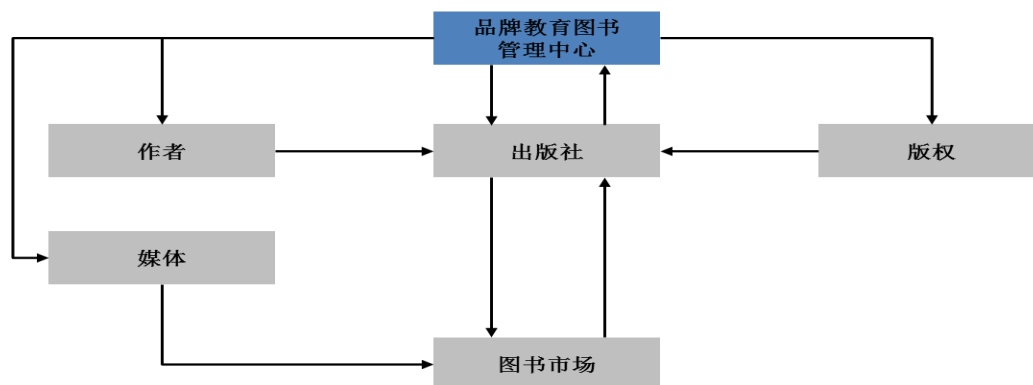 品牌教育图书
管理中心
作者
出版社
版权
媒体
图书市场